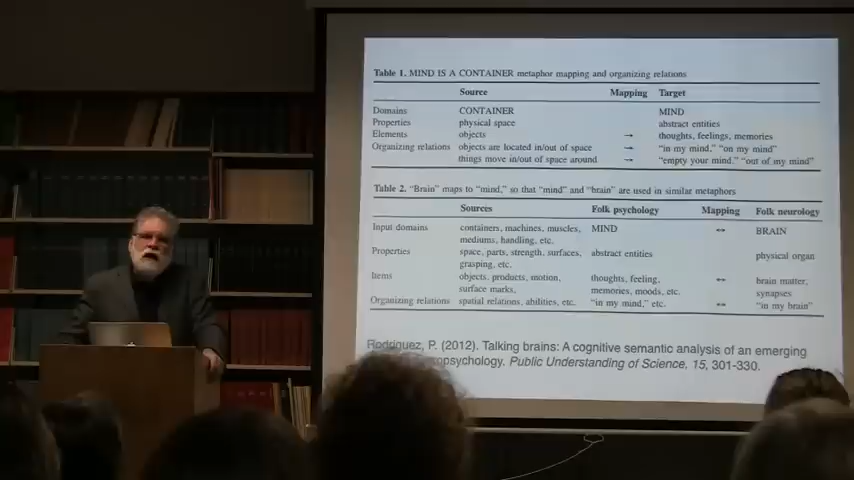 Table 1. MIND IS A CONTAINER metaphor mapping and organizing relations
Source Mapping Target
Domains CONTAINER MIND
Properties physical space abstract entities
Elements objects → thoughts, feelings, memories
Organizing relations objects are located in/out of space → "in my mind," "on my mind"
things move in/out of space around → "empty your mind," "out of my mind"
Table 2. "Brain" maps to "mind," so that "mind" and "brain" are used in similar metaphors
Sources Folk psychology Mapping Folk neurology
Input domains containers, machines, muscles, MIND ↔ BRAIN
mediums, handling, etc.
Properties space, parts, strength, surfaces, abstract entities physical organ
grasping, etc.
Items objects, products, motion, thoughts, feeling, ↔ brain matter,
surface marks, memories, moods, etc. synapses
Organizing relations spatial relations, abilities, etc. "in my mind," etc. ↔ "in my brain"
Rodriguez, P. (2012). Talking brains: A cognitive semantic analysis of an emerging
ropsychology. Public Understanding of Science, 15, 301-330.